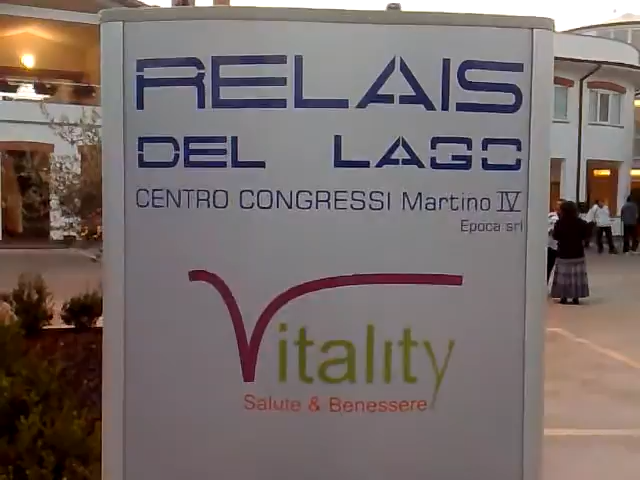 RELAIS
DEL LAGO
CENTRO CONGRESSI Martino IV
Epoca srl
Vitality
Salute & Benessere